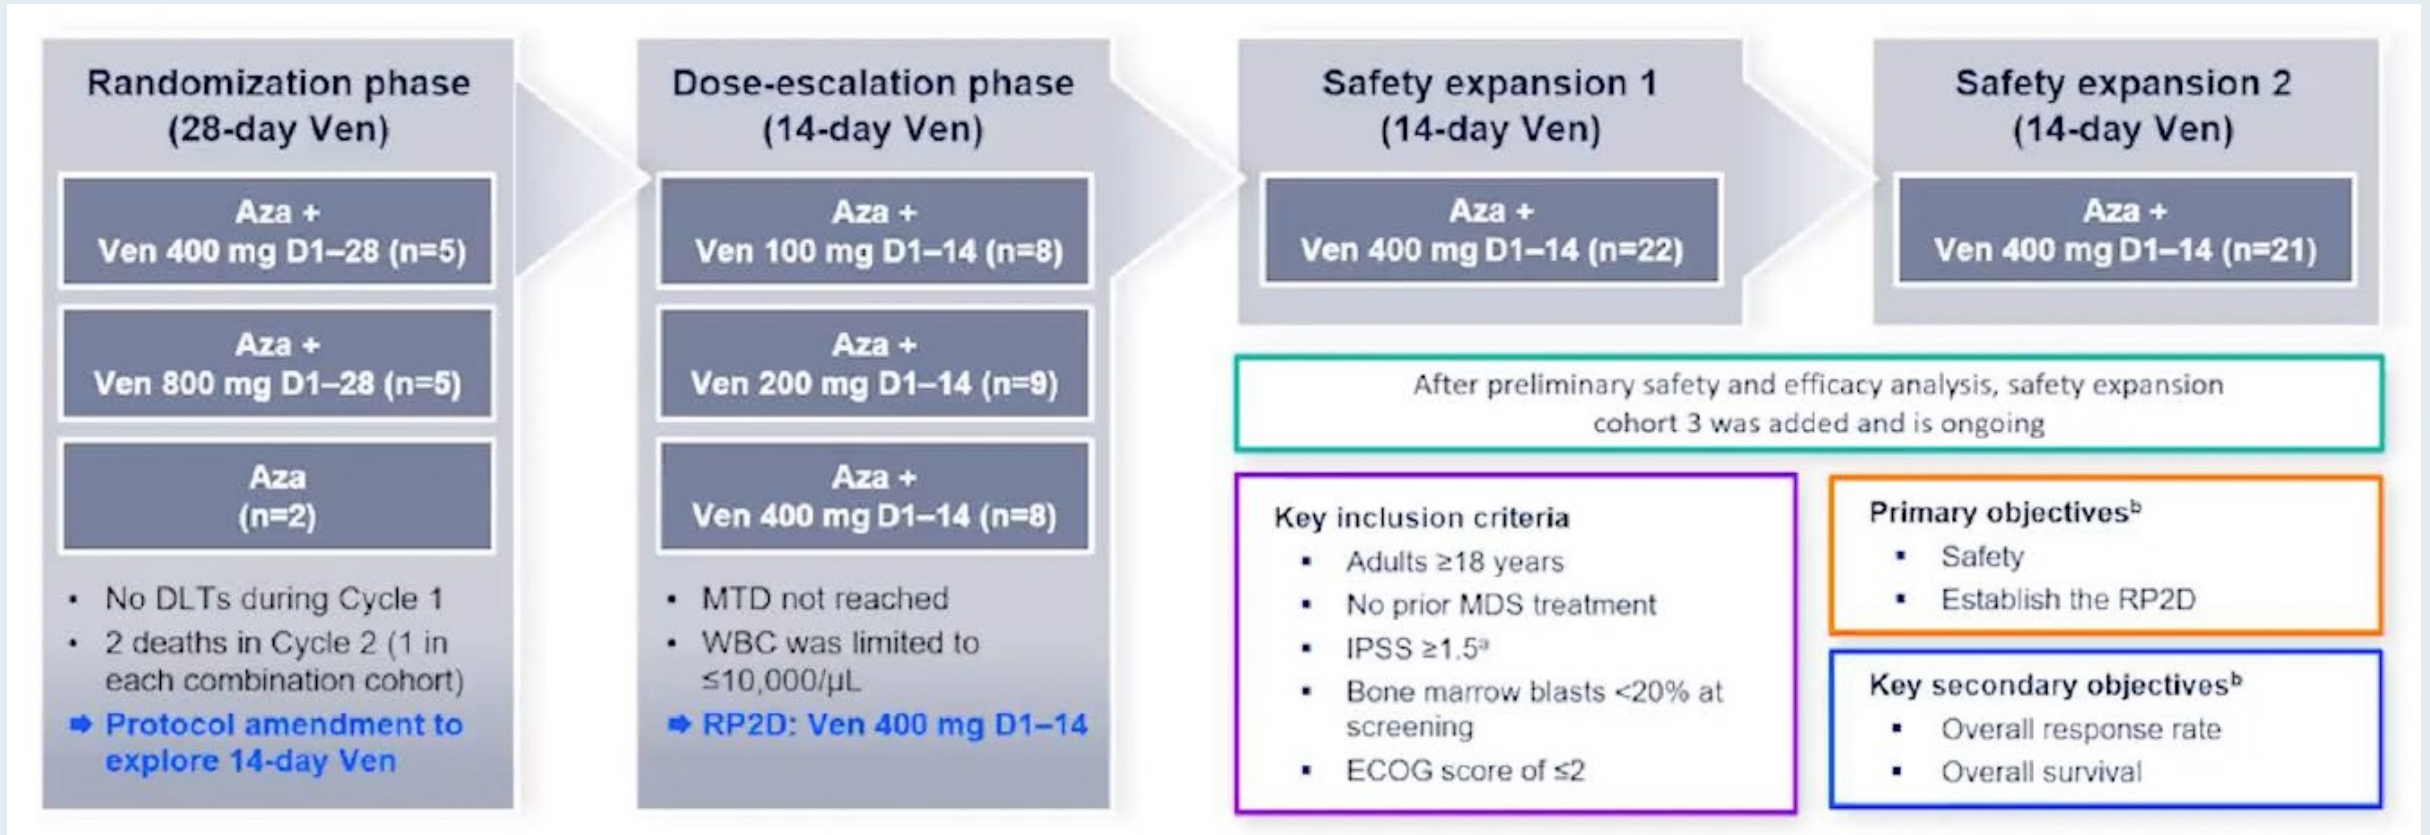 Randomization phase
(28-day Ven)
Aza +
Ven 400 mg D1–28 (n=5)
Aza +
Ven 800 mg D1–28 (n=5)
Aza
(n=2)
• No DLTs during Cycle 1
• 2 deaths in Cycle 2 (1 in
each combination cohort)
➡ Protocol amendment to
explore 14-day Ven
Dose-escalation phase
(14-day Ven)
Aza +
Ven 100 mg D1–14 (n=8)
Aza +
Ven 200 mg D1–14 (n=9)
Aza +
Ven 400 mg D1–14 (n=8)
• MTD not reached
• WBC was limited to
≤10,000/µL
➡ RP2D: Ven 400 mg D1–14
Safety expansion 1
(14-day Ven)
Aza +
Ven 400 mg D1–14 (n=22)
Safety expansion 2
(14-day Ven)
Aza +
Ven 400 mg D1–14 (n=21)
After preliminary safety and efficacy analysis, safety expansion
cohort 3 was added and is ongoing
Key inclusion criteria
▪ Adults ≥18 years
▪ No prior MDS treatment
▪ IPSS ≥1.5ᵃ
▪ Bone marrow blasts <20% at
screening
▪ ECOG score of ≤2
Primary objectivesᵇ
▪ Safety
▪ Establish the RP2D
Key secondary objectivesᵇ
▪ Overall response rate
▪ Overall survival